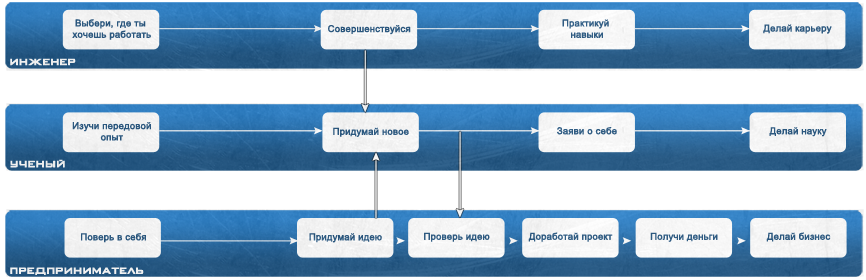 Выбери, где ты
хочешь работать
Совершенствуйся
Практикуй
навыки
Делай карьеру
ИНЖЕНЕР
Изучи передовой
опыт
Придумай новое
Заяви о себе
Делай науку
УЧЕНЫЙ
Поверь в себя
Придумай идею
Проверь идею
Доработай проект
Получи деньги
Делай бизнес
ПРЕДПРИНИМАТЕЛЬ